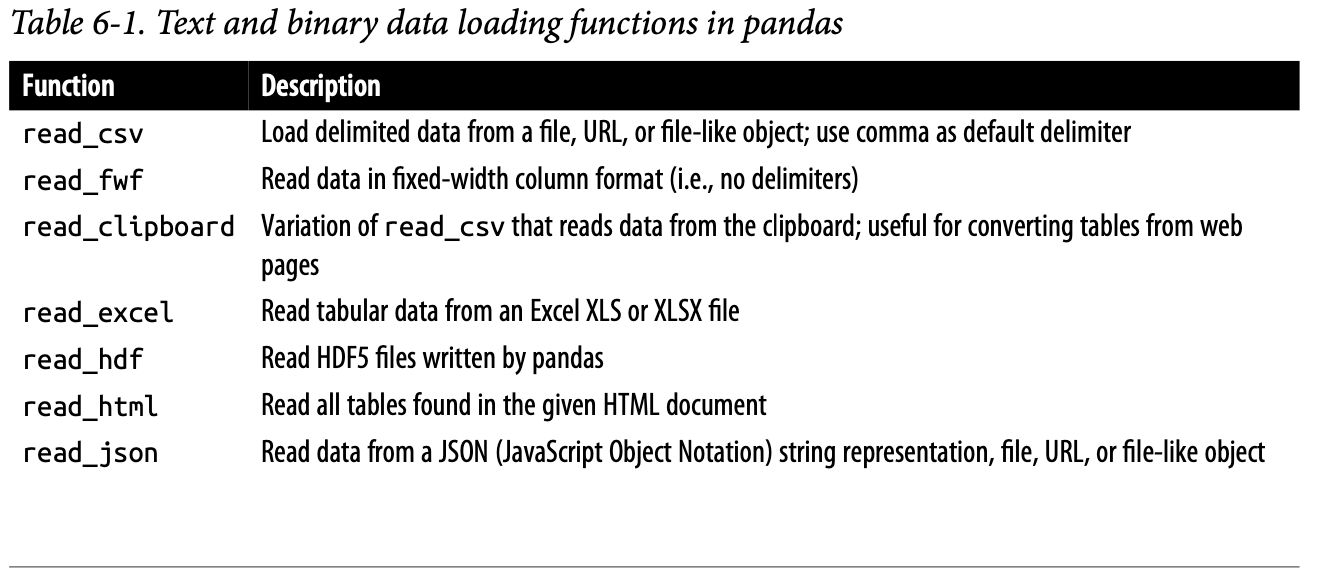 Table 6-1. Text and binary data loading functions in pandas
Function Description
read_csv Load delimited data from a file, URL, or file-like object; use comma as default delimiter
read_fwf Read data in fixed-width column format (i.e., no delimiters)
read_clipboard Variation of read_csv that reads data from the clipboard; useful for converting tables from web
pages
read_excel Read tabular data from an Excel XLS or XLSX file
read_hdf Read HDF5 files written by pandas
read_html Read all tables found in the given HTML document
read_json Read data from a JSON (JavaScript Object Notation) string representation, file, URL, or file-like object